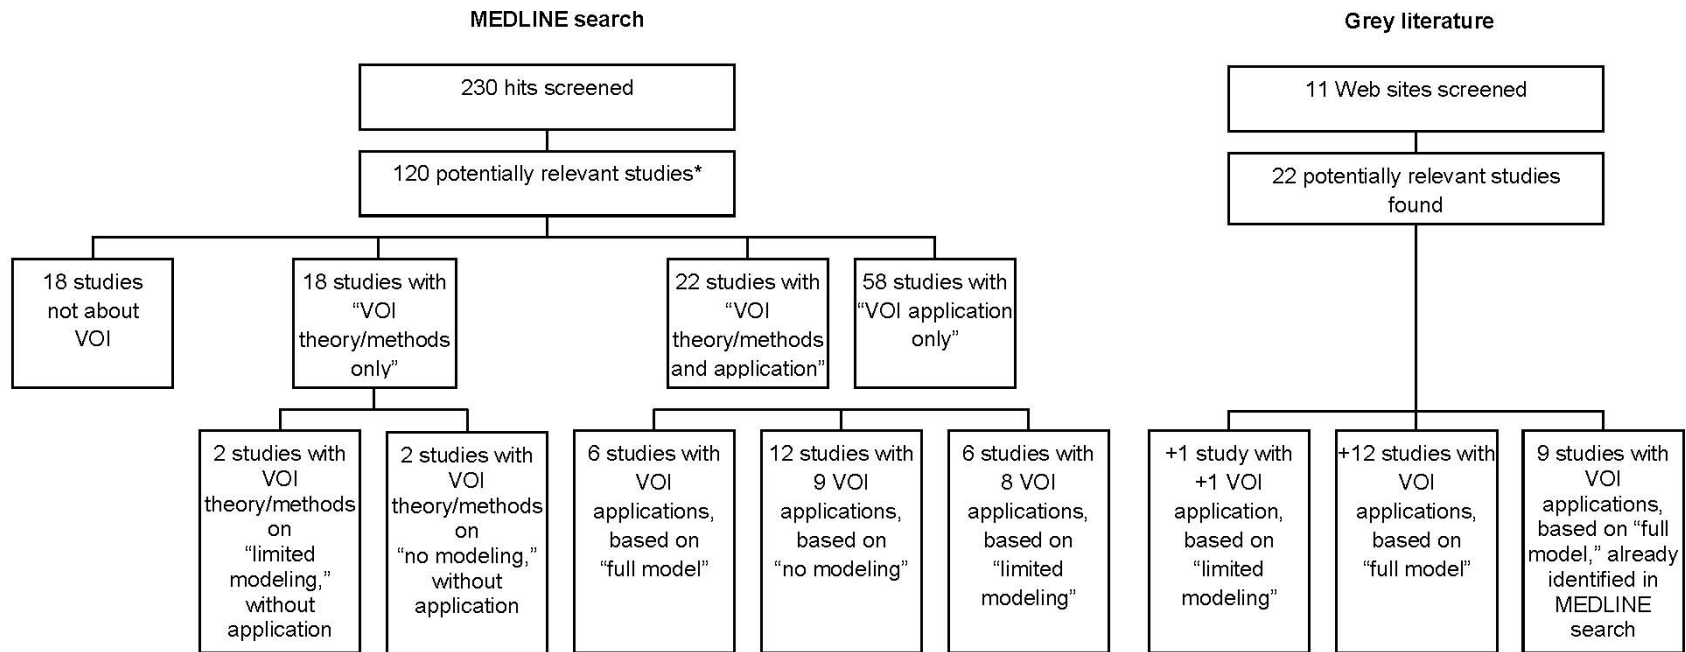 MEDLINE search
Grey literature
230 hits screened
11 Web sites screened
120 potentially relevant studies*
22 potentially relevant studies
found
18 studies
not about
VOI
18 studies with
“VOI
theory/methods
only”
22 studies with
“VOI
theory/methods
and application”
58 studies with
“VOI application
only”
2 studies with
VOI
theory/methods
on
“limited
modeling,”
without
application
2 studies with
VOI
theory/methods
on
“no modeling,”
without
application
6 studies with
VOI
applications,
based on
“full model”
12 studies with
9 VOI
applications,
based on
“no modeling”
6 studies with
8 VOI
applications,
based on
“limited
modeling”
+1 study with
+1 VOI
application,
based on
“limited
modeling”
+12 studies with
VOI
applications,
based on
“full model”
9 studies with
VOI
applications,
based on “full
model,” already
identified in
MEDLINE
search